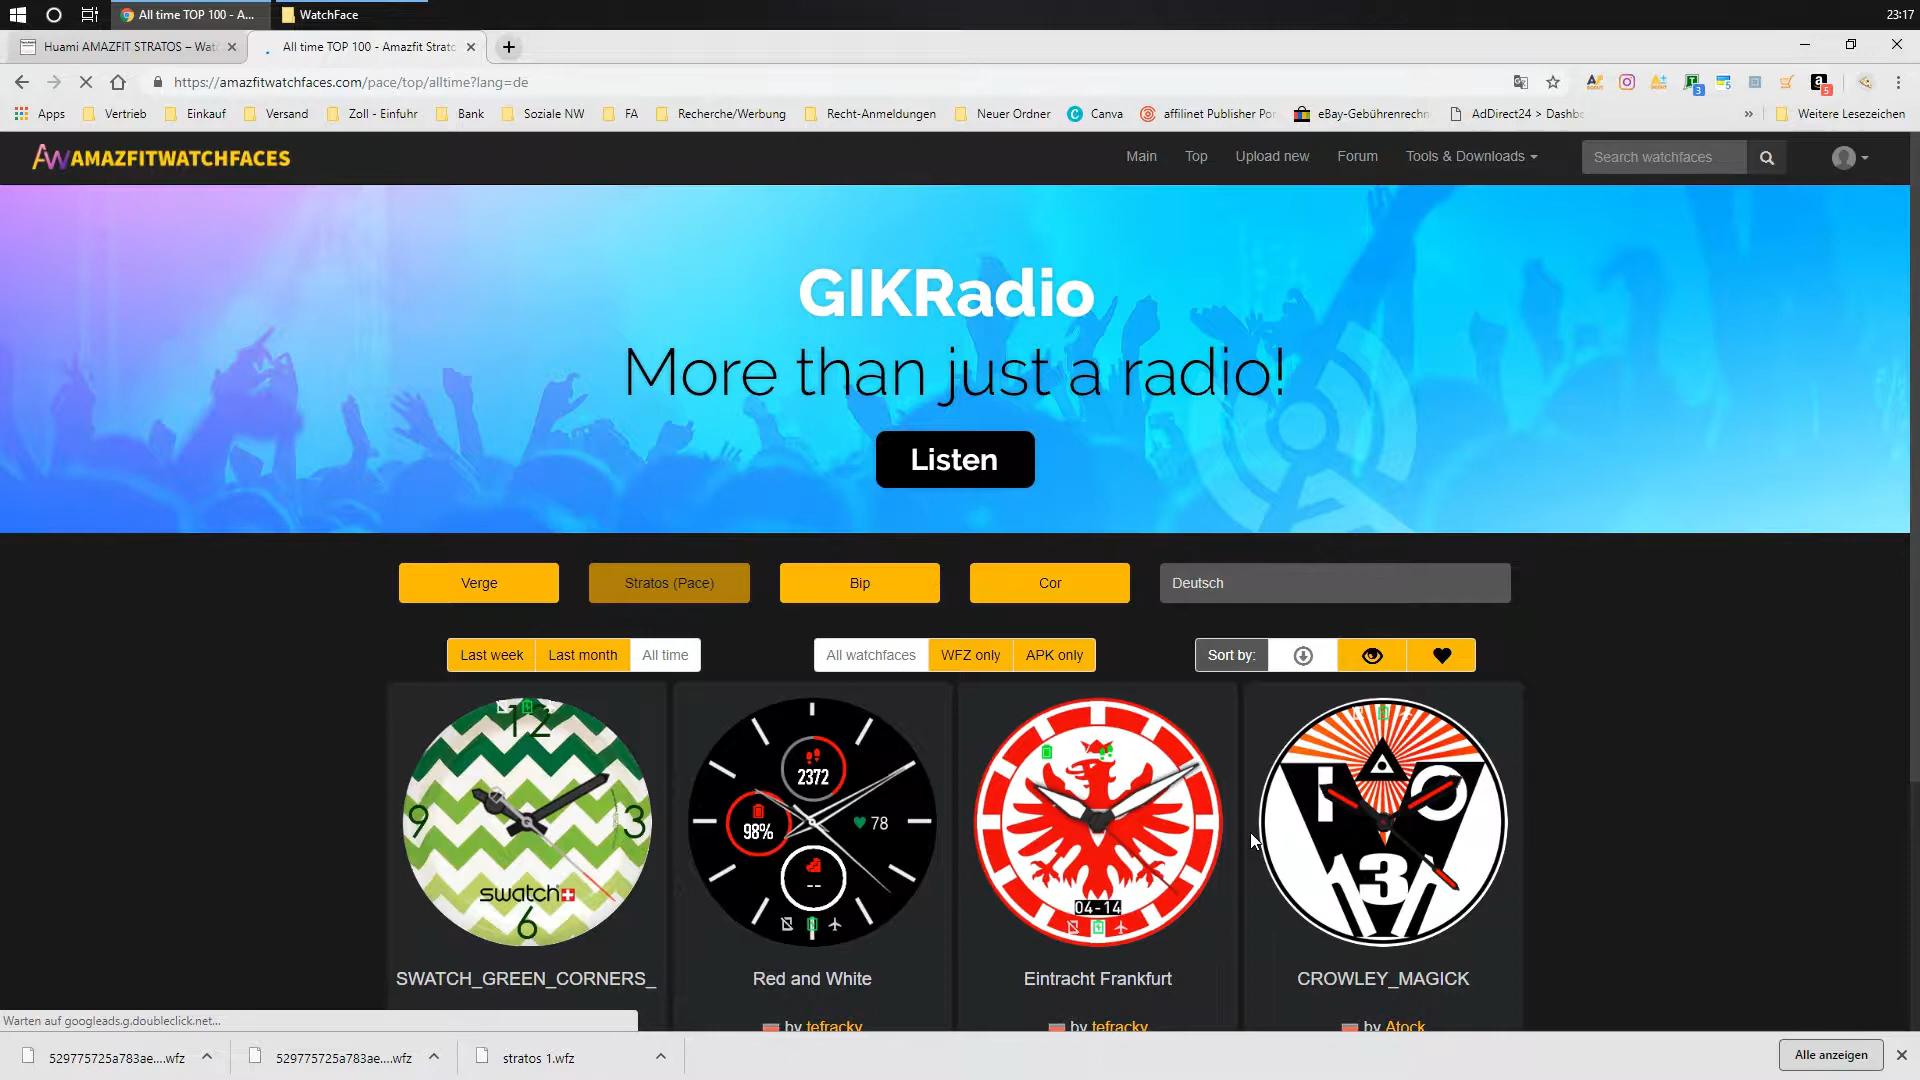 All time TOP 100 - A...
WatchFace
23:17
Huami AMAZFIT STRATOS – Wat
All time TOP 100 - Amazfit Strato
https://amazfitwatchfaces.com/pace/top/alltime?lang=de
3
5
5
Apps
Vertrieb
Einkauf
Versand
Zoll - Einfuhr
Bank
Soziale NW
FA
Recherche/Werbung
Recht-Anmeldungen
Neuer Ordner
Canva
affilinet Publisher Por
eBay-Gebührenrechn
AdDirect24 > Dashbo
Weitere Lesezeichen
AW AMAZFITWATCHFACES
Main
Top
Upload new
Forum
Tools & Downloads
Search watchfaces
GIKRadio
More than just a radio!
Listen
Verge
Stratos (Pace)
Bip
Cor
Deutsch
Last week
Last month
All time
All watchfaces
WFZ only
APK only
Sort by:
12
9
3
swatch
6
2372
98%
78
--
04-14
3
SWATCH_GREEN_CORNERS_
Red and White
Eintracht Frankfurt
CROWLEY_MAGICK
by tefracky
by tefracky
by Atock
Warten auf googleads.g.doubleclick.net...
529775725a783ae....wfz
529775725a783ae....wfz
stratos 1.wfz
Alle anzeigen